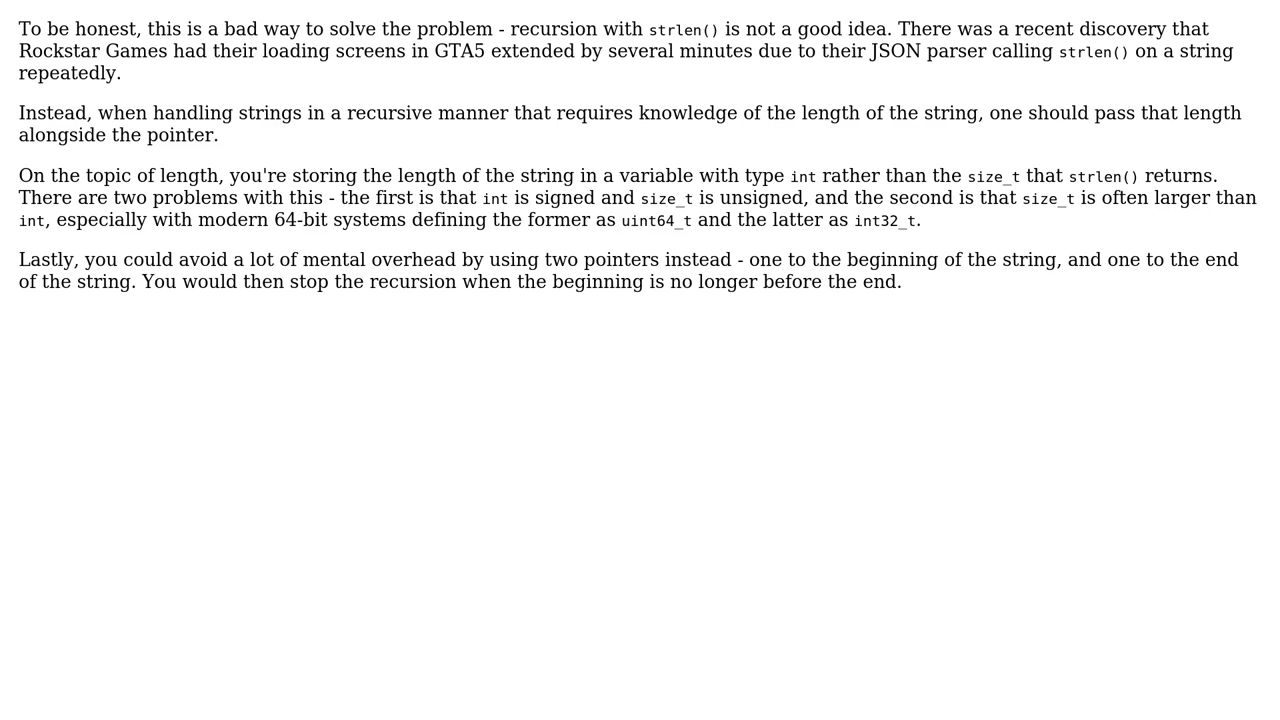 To be honest, this is a bad way to solve the problem - recursion with strlen() is not a good idea. There was a recent discovery that
Rockstar Games had their loading screens in GTA5 extended by several minutes due to their JSON parser calling strlen() on a string
repeatedly.
Instead, when handling strings in a recursive manner that requires knowledge of the length of the string, one should pass that length
alongside the pointer.
On the topic of length, you're storing the length of the string in a variable with type int rather than the size_t that strlen() returns.
There are two problems with this - the first is that int is signed and size_t is unsigned, and the second is that size_t is often larger than
int, especially with modern 64-bit systems defining the former as uint64_t and the latter as int32_t.
Lastly, you could avoid a lot of mental overhead by using two pointers instead - one to the beginning of the string, and one to the end
of the string. You would then stop the recursion when the beginning is no longer before the end.